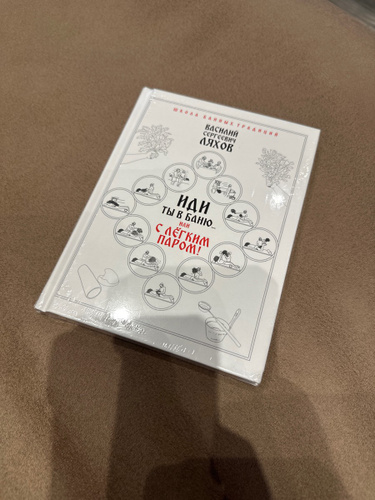 ШКОЛА БАННЫХ ТРАДИЦИЙ
ВАСИЛИЙ
СЕРГЕЕВИЧ
ЛЯХОВ
ИДИ
ТЫ В БАНЮ...
ИЛИ
С ЛЁГКИМ
ПАРОМ!